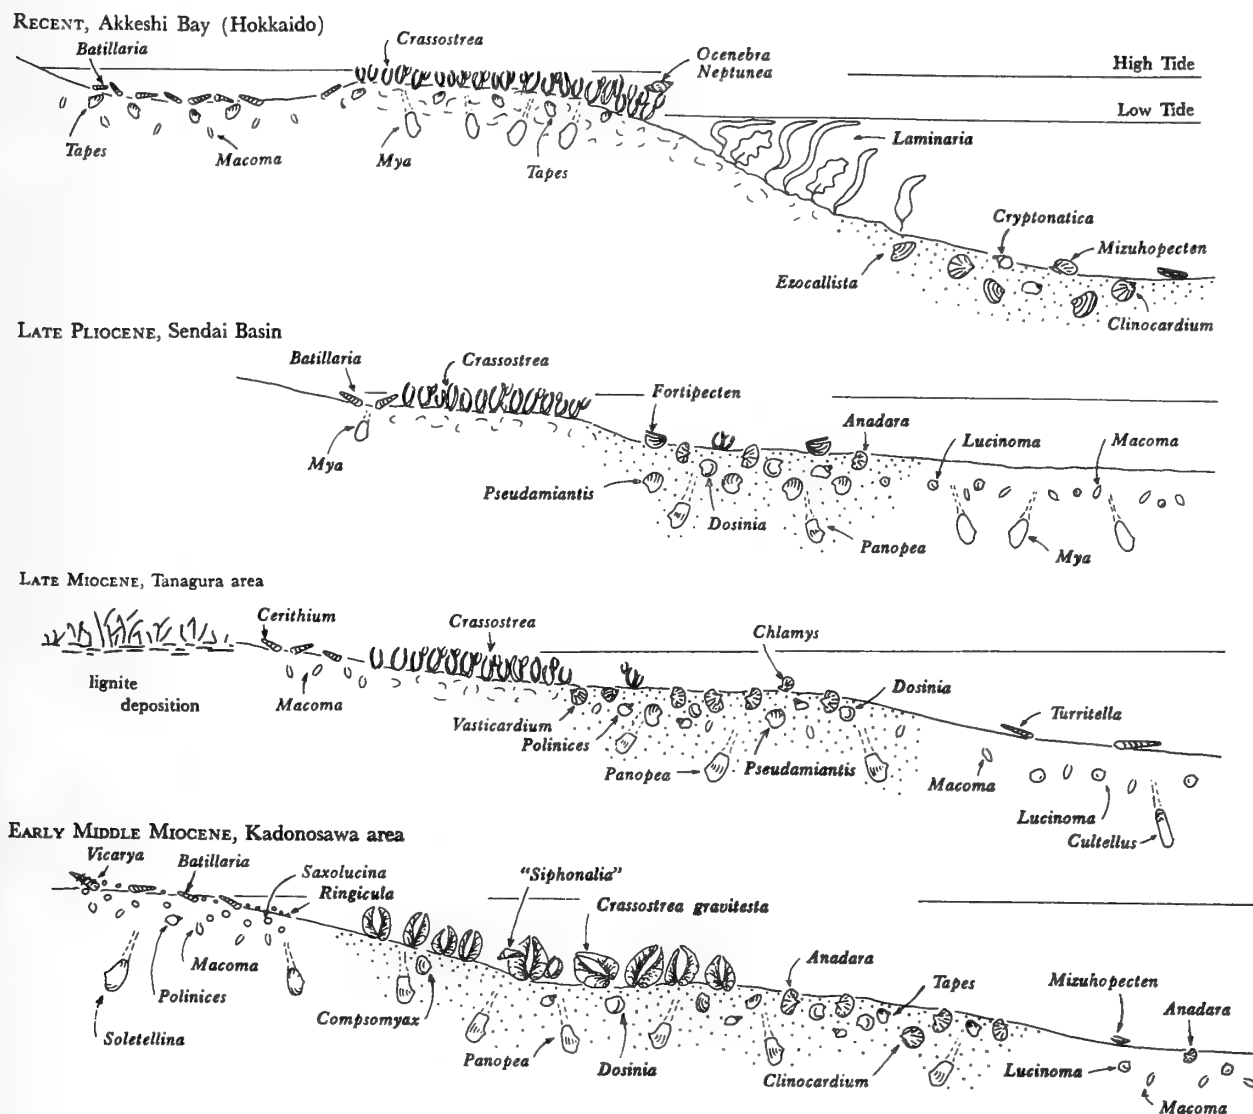 RECENT, Akkeshi Bay (Hokkaido)
Batillaria
Crassostrea
Ocenebra
Neptunea
High Tide
Low Tide
Tapes
Macoma
Mya
Tapes
Laminaria
Cryptonatica
Mizuhopecten
Ezocallista
Clinocardium
LATE PLIOCENE, Sendai Basin
Batillaria
Crassostrea
Fortipecten
Anadara
Lucinoma
Macoma
Mya
Pseudamiantis
Dosinia
Panopea
Mya
LATE MIOCENE, Tanagura area
Cerithium
Crassostrea
Chlamys
Dosinia
lignite
deposition
Macoma
Vasticardium
Polinices
Turritella
Panopea
Pseudamiantis
Macoma
Lucinoma
Cultellus
EARLY MIDDLE MIOCENE, Kadonosawa area
Vicarya
Batillaria
Saxolucina
Ringicula
"Siphonalia"
Crassostrea gravitesta
Anadara
Tapes
Mizuhopecten
Anadara
Macoma
Polinices
Soletellina
Compsomyax
Panopea
Dosinia
Clinocardium
Lucinoma
Macoma